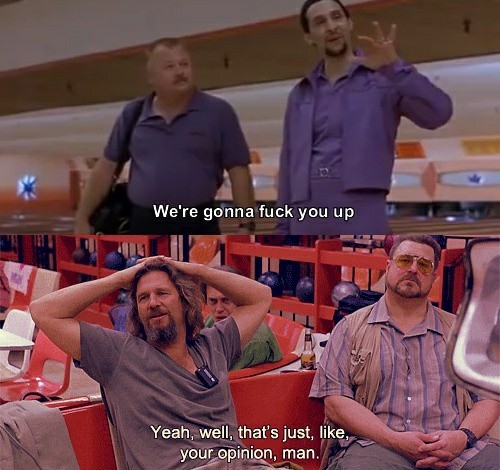 We're gonna fuck you up
Yeah, well, that's just, like,
your opinion, man.